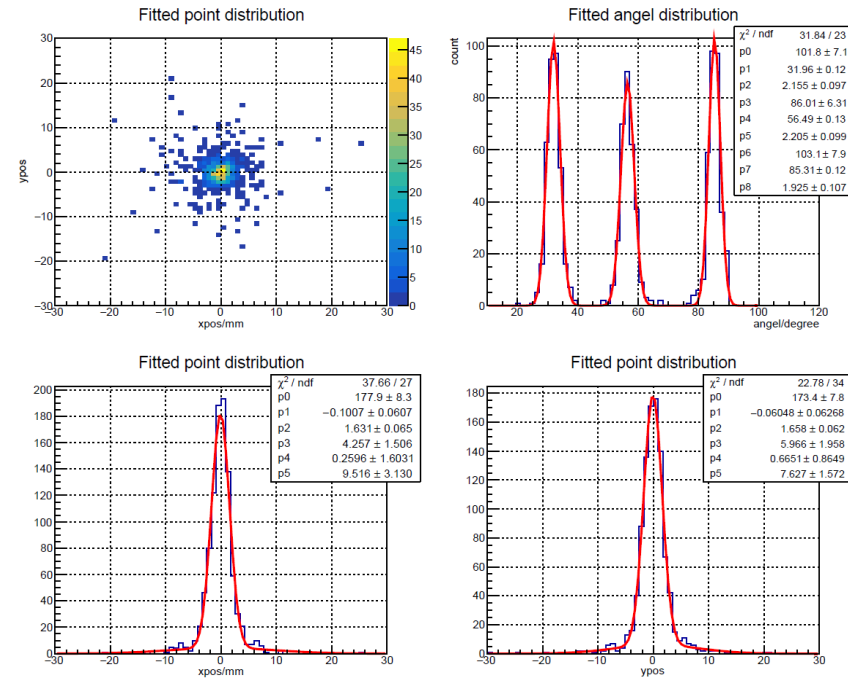 Fitted point distribution
ypos
30
20
10
0
−10
−20
−30
−30 −20 −10 0 10 20 30
xpos/mm
45
40
35
30
25
20
15
10
5
0
Fitted angel distribution
count
100
80
60
40
20
0
20 40 60 80 100 120
angel/degree
χ² / ndf 31.84 / 23
p0 101.8 ± 7.1
p1 31.96 ± 0.12
p2 2.155 ± 0.097
p3 86.01 ± 6.31
p4 56.49 ± 0.13
p5 2.205 ± 0.099
p6 103.1 ± 7.9
p7 85.31 ± 0.12
p8 1.925 ± 0.107
Fitted point distribution
200
180
160
140
120
100
80
60
40
20
0
−30 −20 −10 0 10 20 30
xpos/mm
χ² / ndf 37.66 / 27
p0 177.9 ± 8.3
p1 −0.1007 ± 0.0607
p2 1.631 ± 0.065
p3 4.257 ± 1.506
p4 0.2596 ± 1.6031
p5 9.516 ± 3.130
Fitted point distribution
180
160
140
120
100
80
60
40
20
0
−30 −20 −10 0 10 20 30
ypos
χ² / ndf 22.78 / 34
p0 173.4 ± 7.8
p1 −0.06048 ± 0.06268
p2 1.658 ± 0.062
p3 5.966 ± 1.958
p4 0.6651 ± 0.8649
p5 7.627 ± 1.572